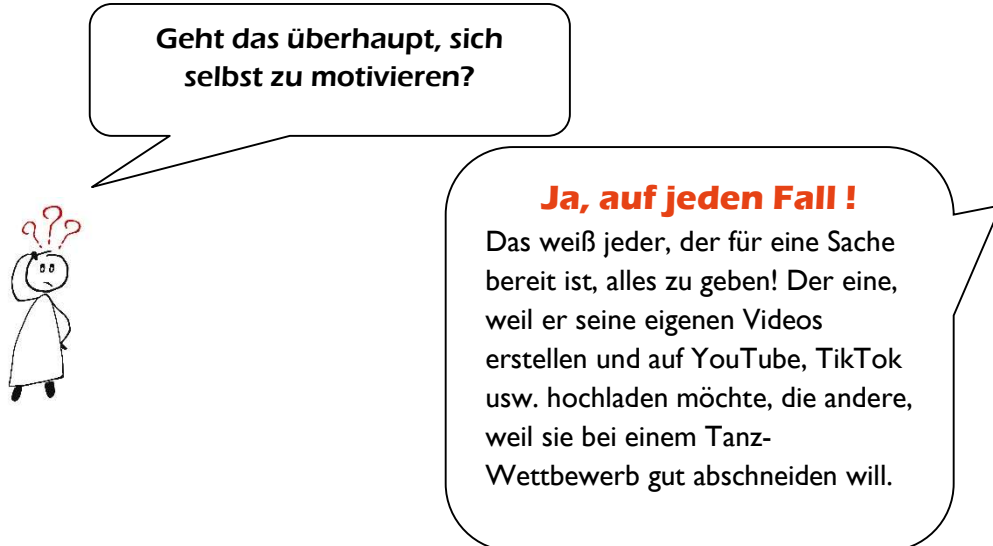 Geht das überhaupt, sich
selbst zu motivieren?
Ja, auf jeden Fall !
Das weiß jeder, der für eine Sache
bereit ist, alles zu geben! Der eine,
weil er seine eigenen Videos
erstellen und auf YouTube, TikTok
usw. hochladen möchte, die andere,
weil sie bei einem Tanz-
Wettbewerb gut abschneiden will.